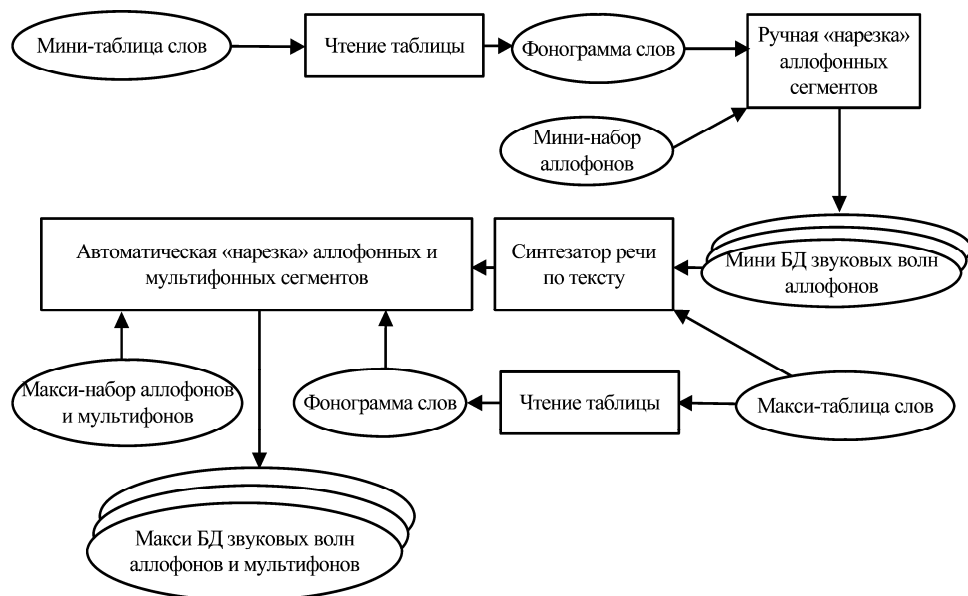 Мини-таблица слов
Чтение таблицы
Фонограмма слов
Ручная «нарезка»
аллофонных
сегментов
Мини-набор
аллофонов
Автоматическая «нарезка» аллофонных и
мультифонных сегментов
Синтезатор речи
по тексту
Мини БД звуковых волн
аллофонов
Макси-набор аллофонов
и мультифонов
Фонограмма слов
Чтение таблицы
Макси-таблица слов
Макси БД звуковых волн
аллофонов и мультифонов